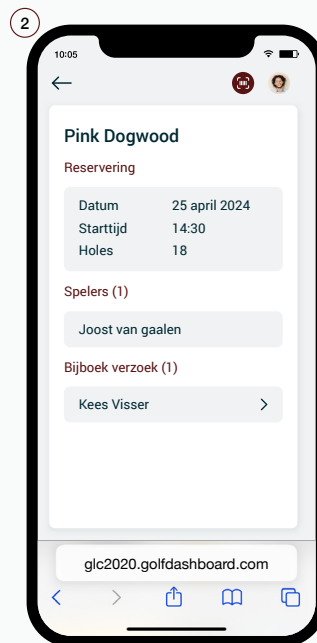 2
10:05
Pink Dogwood
Reservering
Datum 25 april 2024
Starttijd 14:30
Holes 18
Spelers (1)
Joost van gaalen
Bijboek verzoek (1)
Kees Visser
glc2020.golfdashboard.com